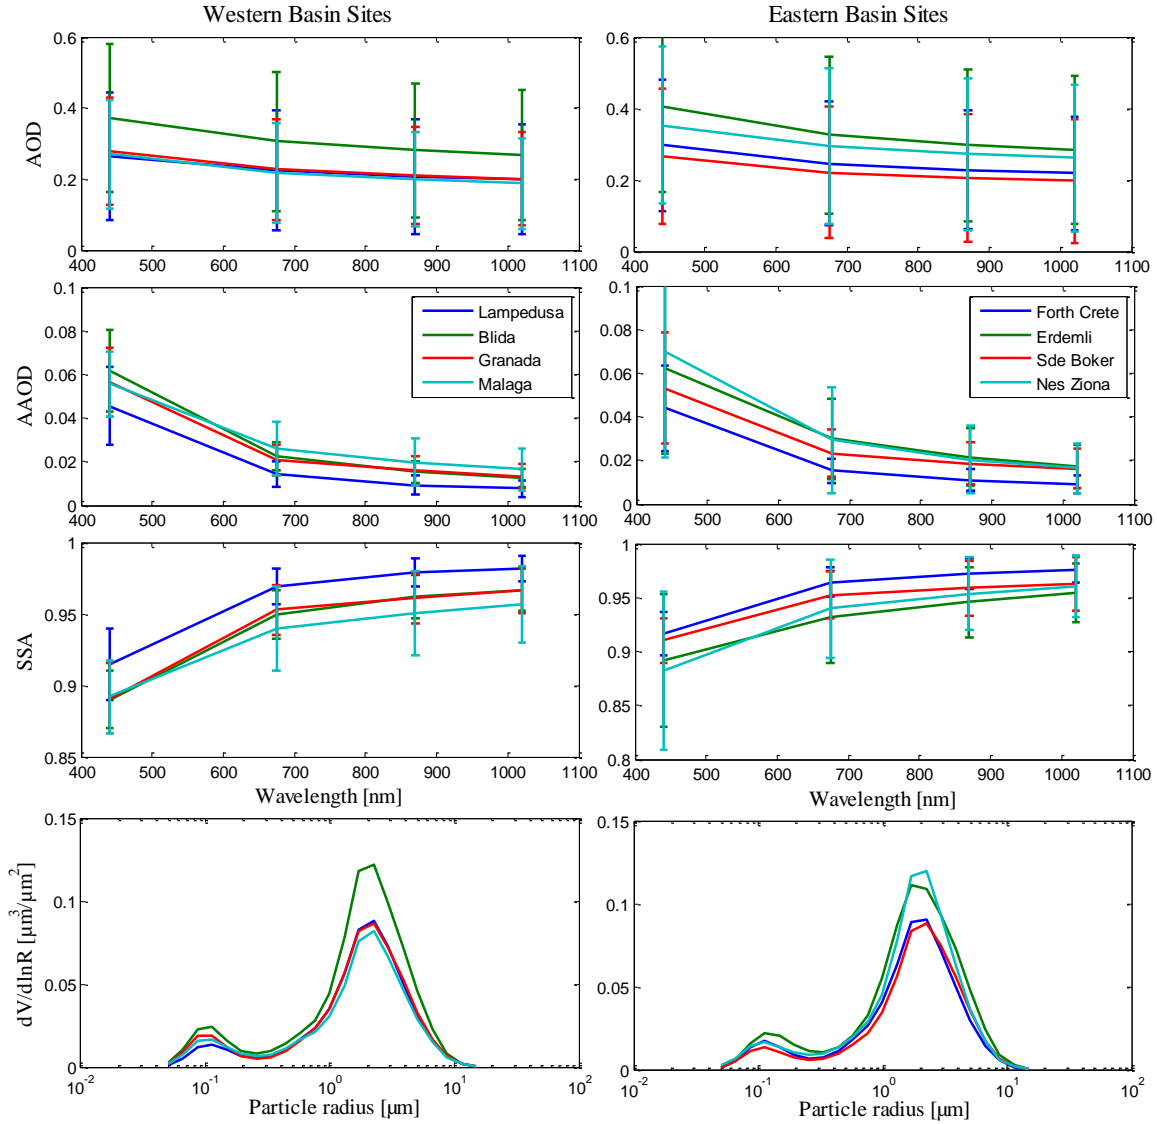 Western Basin Sites
Eastern Basin Sites
AOD
0.6
0.4
0.2
0
400 500 600 700 800 900 1000 1100
0.6
0.4
0.2
0
400 500 600 700 800 900 1000 1100
AAOD
0.1
0.08
0.06
0.04
0.02
0
400 500 600 700 800 900 1000 1100
Lampedusa
Blida
Granada
Malaga
0.1
0.08
0.06
0.04
0.02
0
400 500 600 700 800 900 1000 1100
Forth Crete
Erdemli
Sde Boker
Nes Ziona
SSA
1
0.95
0.9
0.85
400 500 600 700 800 900 1000 1100
Wavelength [nm]
1
0.95
0.9
0.85
0.8
400 500 600 700 800 900 1000 1100
Wavelength [nm]
dV/dlnR [µm³/µm²]
0.15
0.1
0.05
0
10⁻² 10⁻¹ 10⁰ 10¹ 10²
Particle radius [µm]
0.15
0.1
0.05
0
10⁻² 10⁻¹ 10⁰ 10¹ 10²
Particle radius [µm]